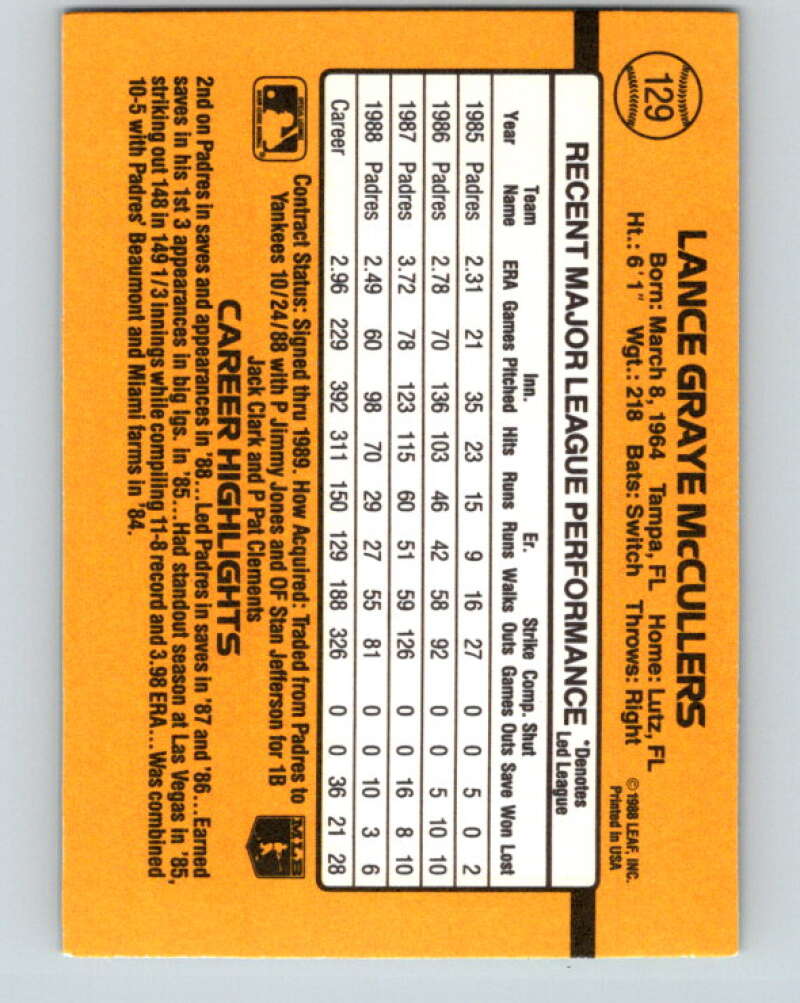 129
LANCE GRAYE McCULLERS
Born: March 8, 1964 Tampa, FL Home: Lutz, FL
Ht.: 6'1" Wgt.: 218 Bats: Switch Throws: Right
© 1988 LEAF, INC.
Printed in USA
RECENT MAJOR LEAGUE PERFORMANCE
*Denotes
Led League
Team Inn. Er. Strike Comp. Shut
Year Name ERA Games Pitched Hits Runs Runs Walks Outs Games Outs Save Won Lost
1985 Padres 2.31 21 35 23 15 9 16 27 0 0 5 0 2
1986 Padres 2.78 70 136 103 46 42 58 92 0 0 5 10 10
1987 Padres 3.72 78 123 115 60 51 59 126 0 0 16 8 10
1988 Padres 2.49 60 98 70 29 27 55 81 0 0 10 3 6
Career 2.96 229 392 311 150 129 188 326 0 0 36 21 28
Contract Status: Signed thru 1989. How Acquired: Traded from Padres to
Yankees 10/24/88 with P Jimmy Jones and OF Stan Jefferson for 1B
Jack Clark and P Pat Clements
MLB
CAREER HIGHLIGHTS
2nd on Padres in saves and appearances in '88...Led Padres in saves in '87 and '86...Earned
saves in his 1st 3 appearances in big lgs. in '85...Had standout season at Las Vegas in '85,
striking out 148 in 149 1/3 innings while compiling 11-8 record and 3.98 ERA...Was combined
10-5 with Padres' Beaumont and Miami farms in '84.